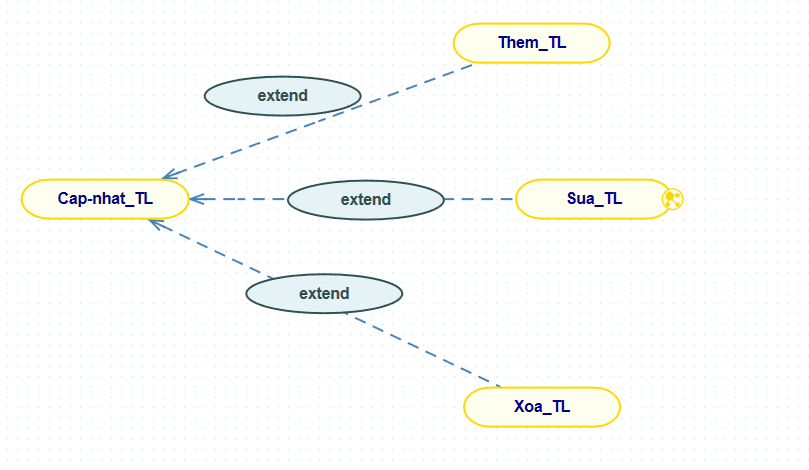 Them_TL
extend
Cap-nhat_TL
extend
Sua_TL
extend
Xoa_TL